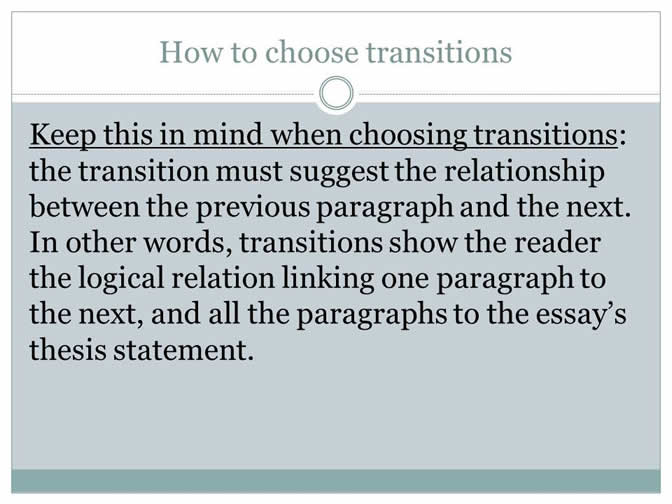 How to choose transitions
Keep this in mind when choosing transitions:
the transition must suggest the relationship
between the previous paragraph and the next.
In other words, transitions show the reader
the logical relation linking one paragraph to
the next, and all the paragraphs to the essay’s
thesis statement.